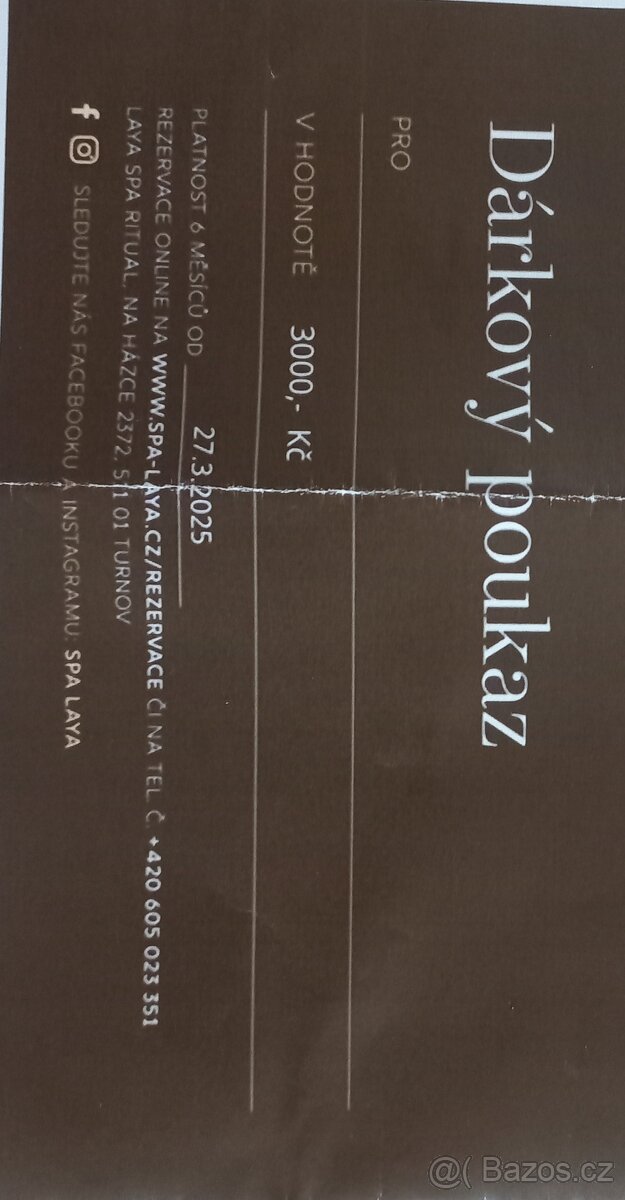 Dárkový poukaz
PRO
V HODNOTĚ 3000,- Kč
PLATNOST 6 MĚSÍCŮ OD 27.3.2025
REZERVACE ONLINE NA WWW.SPA-LAYA.CZ/REZERVACE ČI NA TEL. Č. +420 605 023 351
LAYA SPA RITUAL, NA HÁZCE 2372, 511 01 TURNOV
SLEDUJTE NÁS FACEBOOKU A INSTAGRAMU: SPA LAYA
@( Bazos.cz